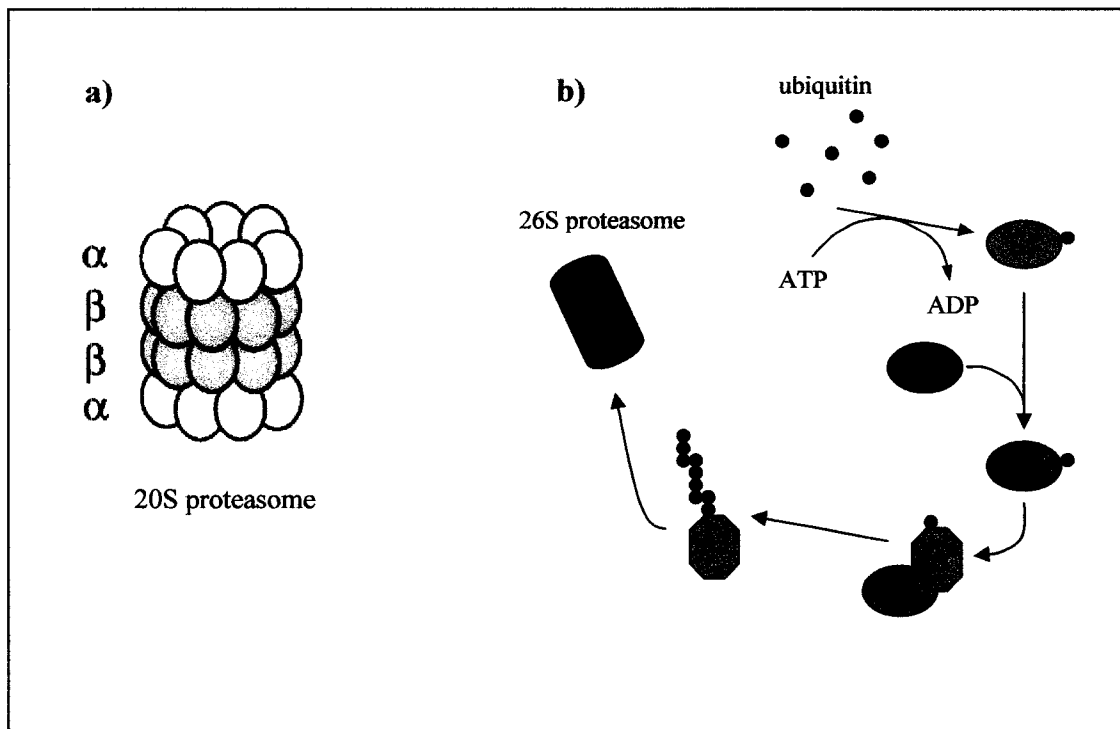 a)
α
β
β
α
20S proteasome
b)
ubiquitin
26S proteasome
ATP
ADP